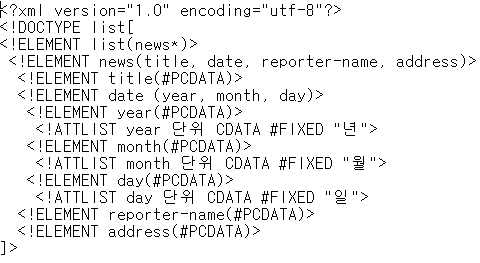 <?xml version="1.0" encoding="utf-8"?>
<!DOCTYPE list[
<!ELEMENT list(news*)>
<!ELEMENT news(title, date, reporter-name, address)>
<!ELEMENT title(#PCDATA)>
<!ELEMENT date (year, month, day)>
<!ELEMENT year(#PCDATA)>
<!ATTLIST year 단위 CDATA #FIXED "년">
<!ELEMENT month(#PCDATA)>
<!ATTLIST month 단위 CDATA #FIXED "월">
<!ELEMENT day(#PCDATA)>
<!ATTLIST day 단위 CDATA #FIXED "일">
<!ELEMENT reporter-name(#PCDATA)>
<!ELEMENT address(#PCDATA)>
]>